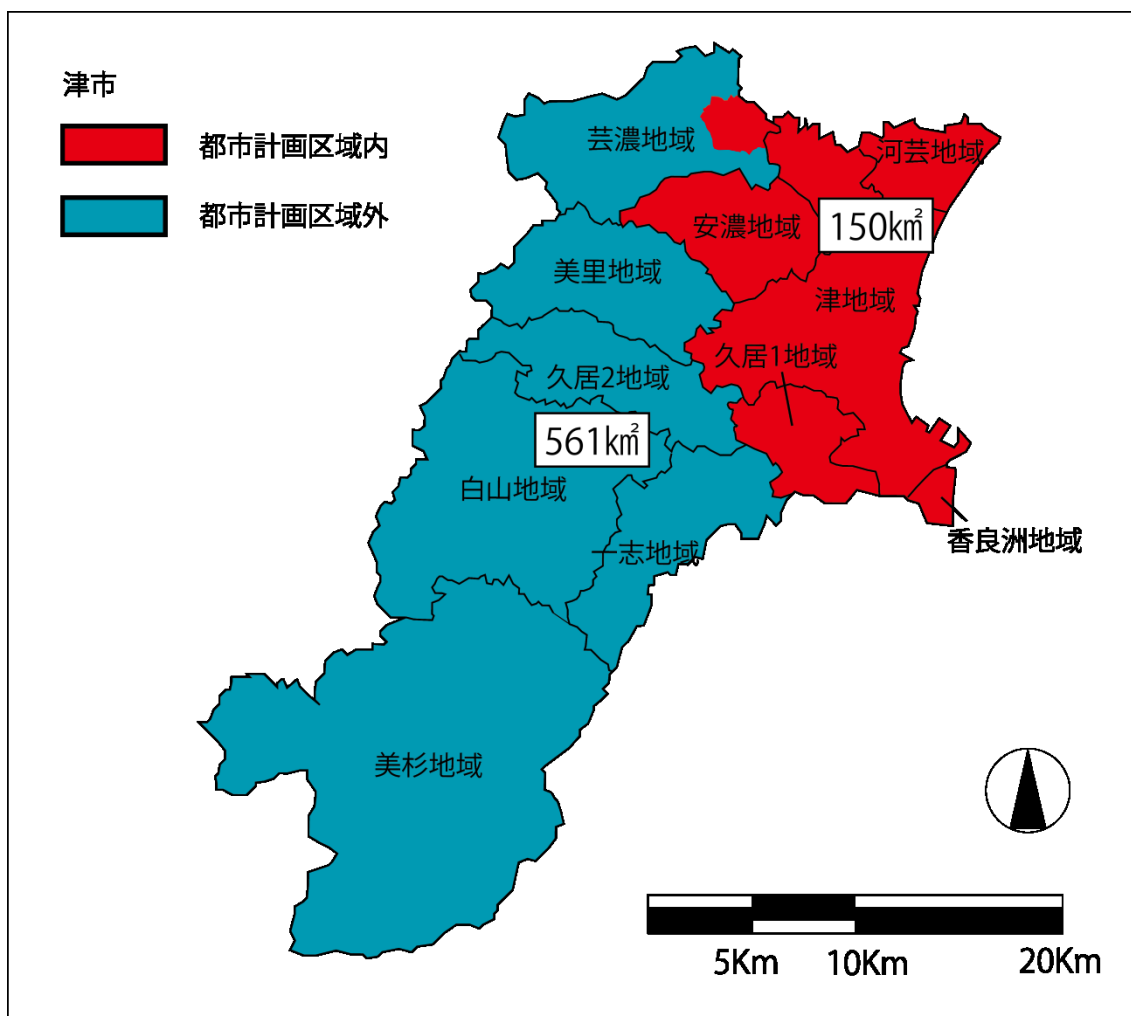 津市
都市計画区域内
都市計画区域外
芸濃地域
河芸地域
安濃地域
150k㎡
美里地域
津地域
久居1地域
久居2地域
561k㎡
白山地域
香良洲地域
一志地域
美杉地域
5Km
10Km
20Km